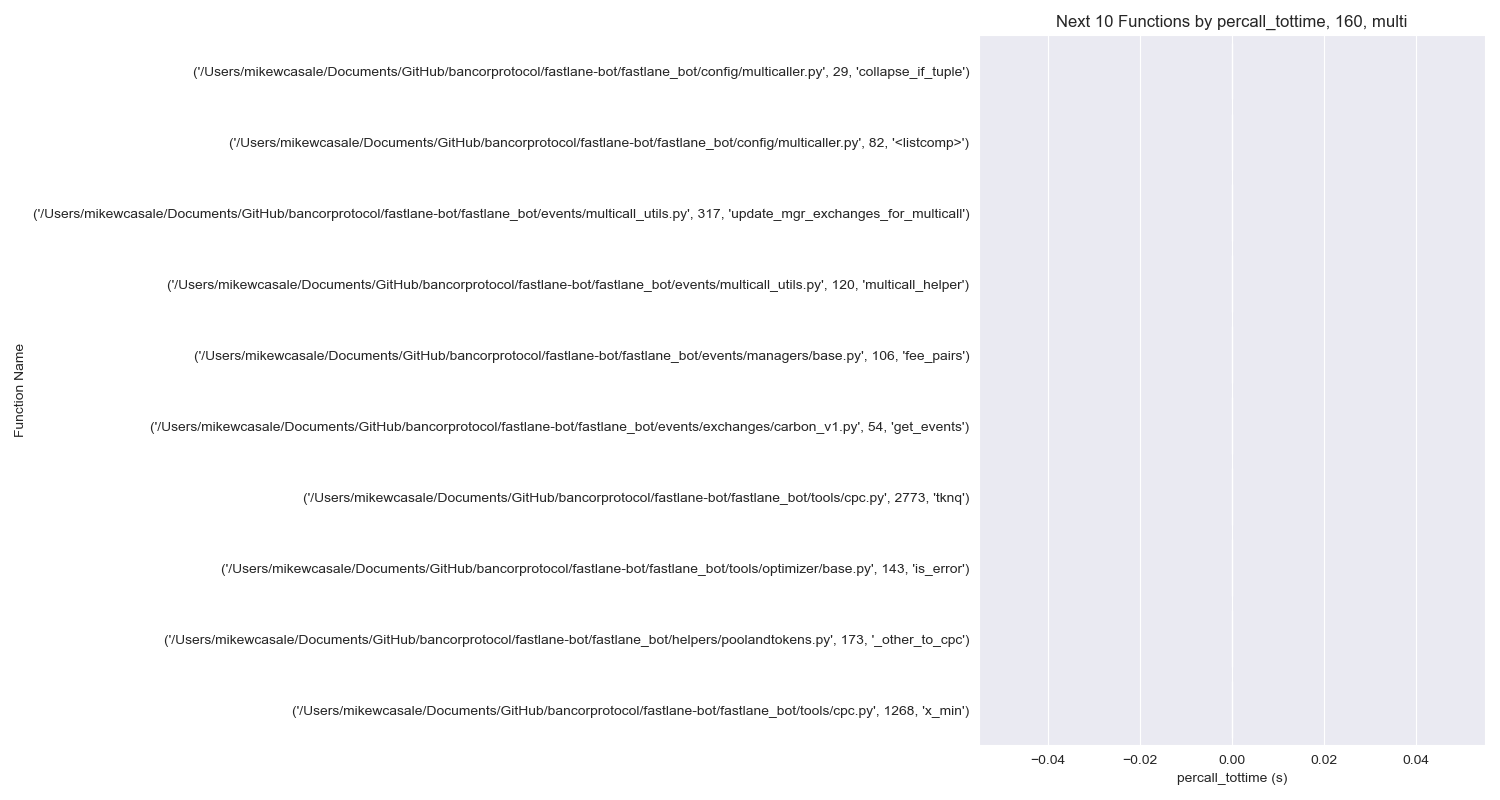 Next 10 Functions by percall_tottime, 160, multi
('/Users/mikewcasale/Documents/GitHub/bancorprotocol/fastlane-bot/fastlane_bot/config/multicaller.py', 29, 'collapse_if_tuple')
('/Users/mikewcasale/Documents/GitHub/bancorprotocol/fastlane-bot/fastlane_bot/config/multicaller.py', 82, '<listcomp>')
('/Users/mikewcasale/Documents/GitHub/bancorprotocol/fastlane-bot/fastlane_bot/events/multicall_utils.py', 317, 'update_mgr_exchanges_for_multicall')
('/Users/mikewcasale/Documents/GitHub/bancorprotocol/fastlane-bot/fastlane_bot/events/multicall_utils.py', 120, 'multicall_helper')
('/Users/mikewcasale/Documents/GitHub/bancorprotocol/fastlane-bot/fastlane_bot/events/managers/base.py', 106, 'fee_pairs')
('/Users/mikewcasale/Documents/GitHub/bancorprotocol/fastlane-bot/fastlane_bot/events/exchanges/carbon_v1.py', 54, 'get_events')
('/Users/mikewcasale/Documents/GitHub/bancorprotocol/fastlane-bot/fastlane_bot/tools/cpc.py', 2773, 'tknq')
('/Users/mikewcasale/Documents/GitHub/bancorprotocol/fastlane-bot/fastlane_bot/tools/optimizer/base.py', 143, 'is_error')
('/Users/mikewcasale/Documents/GitHub/bancorprotocol/fastlane-bot/fastlane_bot/helpers/poolandtokens.py', 173, '_other_to_cpc')
('/Users/mikewcasale/Documents/GitHub/bancorprotocol/fastlane-bot/fastlane_bot/tools/cpc.py', 1268, 'x_min')
Function Name
−0.04 −0.02 0.00 0.02 0.04
percall_tottime (s)